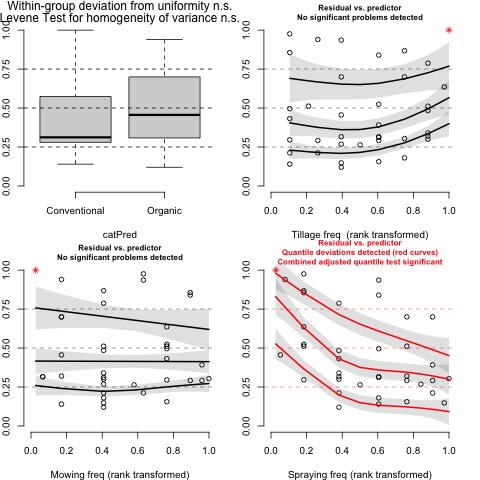 Within-group deviation from uniformity n.s.
Levene Test for homogeneity of variance n.s.
0.00 0.25 0.50 0.75 1.00
Conventional Organic
catPred
Residual vs. predictor
No significant problems detected
0.00 0.25 0.50 0.75 1.00
0.0 0.2 0.4 0.6 0.8 1.0
Tillage freq (rank transformed)
Residual vs. predictor
No significant problems detected
0.00 0.25 0.50 0.75 1.00
0.0 0.2 0.4 0.6 0.8 1.0
Mowing freq (rank transformed)
Residual vs. predictor
Quantile deviations detected (red curves)
Combined adjusted quantile test significant
0.00 0.25 0.50 0.75 1.00
0.0 0.2 0.4 0.6 0.8 1.0
Spraying freq (rank transformed)